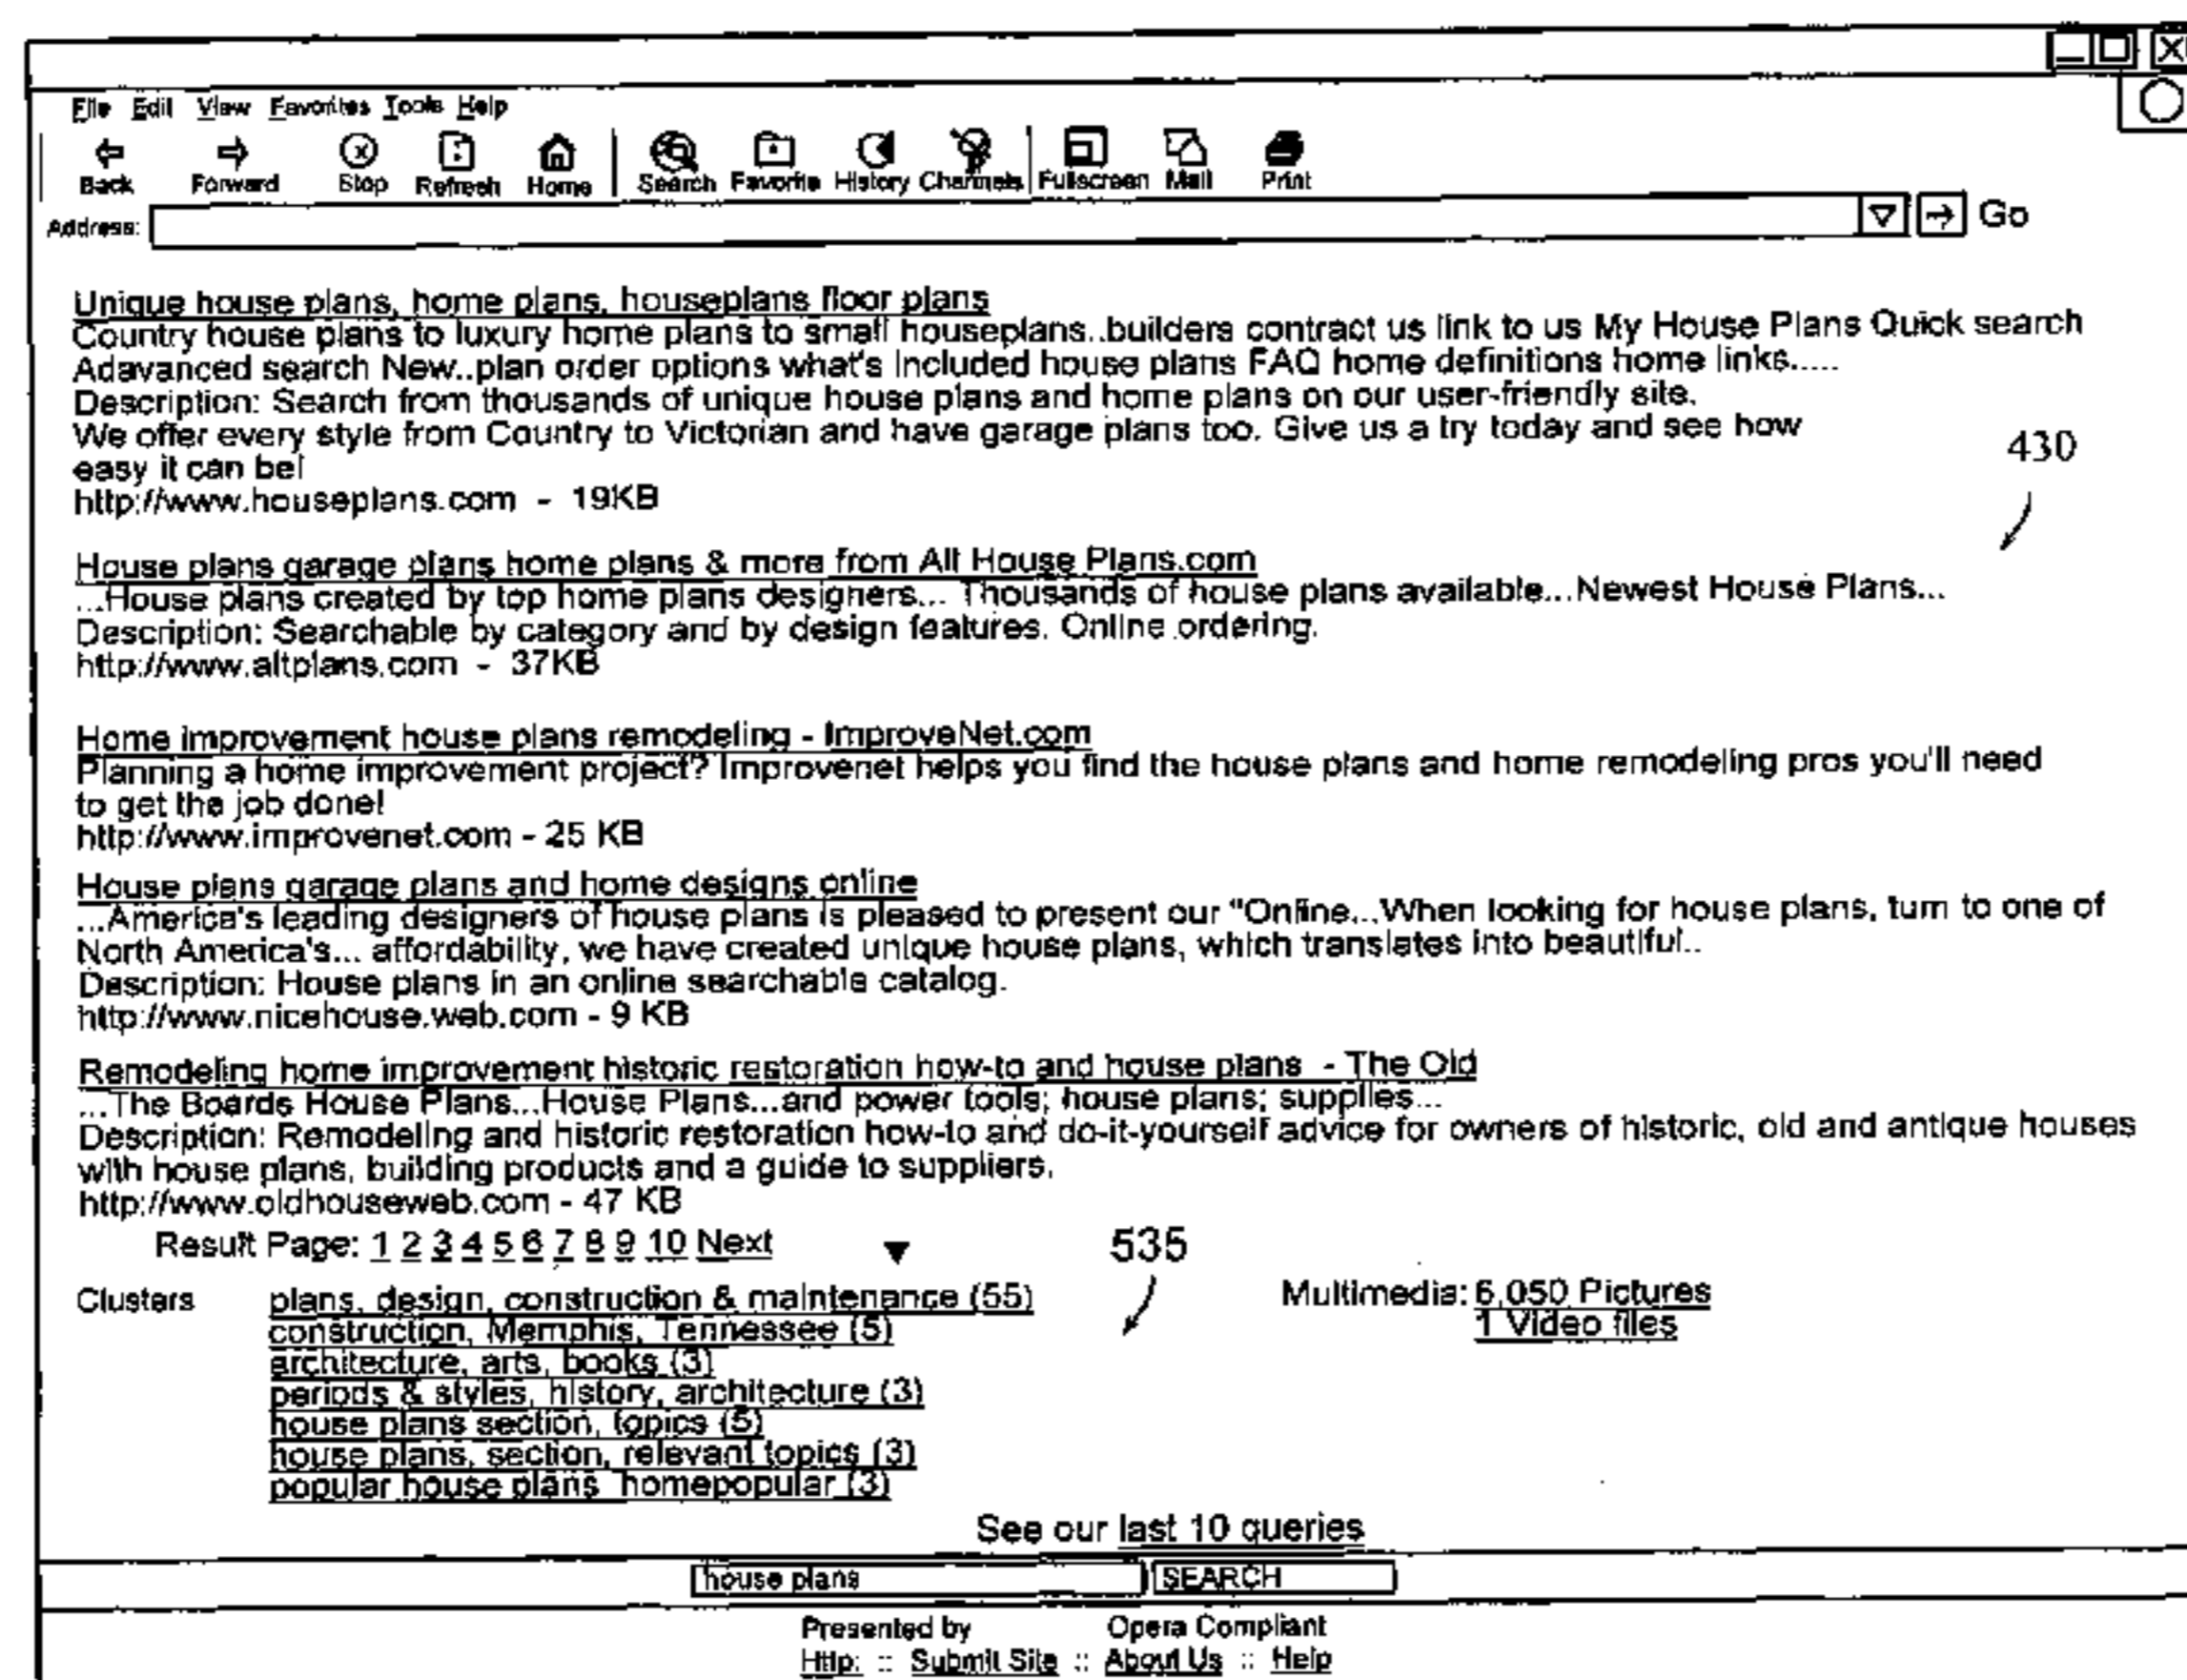 File Edit View Favorites Tools Help
Back Forward Stop Refresh Home Search Favorite History Channels Fullscreen Mail Print
Address: Go
Unique house plans, home plans, houseplans floor plans
Country house plans to luxury home plans to small houseplans..builders contract us link to us My House Plans Quick search
Adavanced search New..plan order options what's Included house plans FAQ home definitions home links.....
Description: Search from thousands of unique house plans and home plans on our user-friendly site.
We offer every style from Country to Victorian and have garage plans too. Give us a try today and see how
easy it can be!
430
http://www.houseplans.com - 19KB
House plans garage plans home plans & more from Alt House Plans.com
...House plans created by top home plans designers... Thousands of house plans available...Newest House Plans...
Description: Searchable by category and by design features. Online ordering.
http://www.altplans.com - 37KB
Home improvement house plans remodeling - ImproveNet.com
Planning a home improvement project? Improvenet helps you find the house plans and home remodeling pros you'll need
to get the job done!
http://www.improvenet.com - 25 KB
House plans garage plans and home designs online
...America's leading designers of house plans is pleased to present our "Online...When looking for house plans, turn to one of
North America's... affordability, we have created unique house plans, which translates into beautiful..
Description: House plans in an online searchable catalog.
http://www.nicehouse.web.com - 9 KB
Remodeling home improvement historic restoration how-to and house plans - The Old
...The Boards House Plans...House Plans...and power tools; house plans; supplies...
Description: Remodeling and historic restoration how-to and do-it-yourself advice for owners of historic, old and antique houses
with house plans, building products and a guide to suppliers.
http://www.oldhouseweb.com - 47 KB
Result Page: 1 2 3 4 5 6 7 8 9 10 Next
535
Clusters plans, design, construction & maintenance (55) Multimedia: 6,050 Pictures
construction, Memphis, Tennessee (5) 1 Video files
architecture, arts, books (3)
periods & styles, history, architecture (3)
house plans section, topics (5)
house plans, section, relevant topics (3)
popular house plans homepopular (3)
See our last 10 queries
house plans SEARCH
Presented by Opera Compliant
Http: :: Submit Site :: About Us :: Help